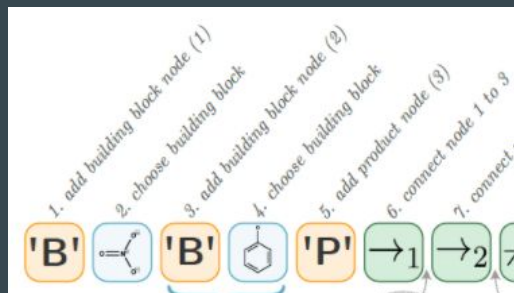 1. add building block node (1)
2. choose building block
3. add building block node (2)
4. choose building block
5. add product node (3)
6. connect node 1 to 3
7. connect
'B'
'B'
'P'
→₁
→₂